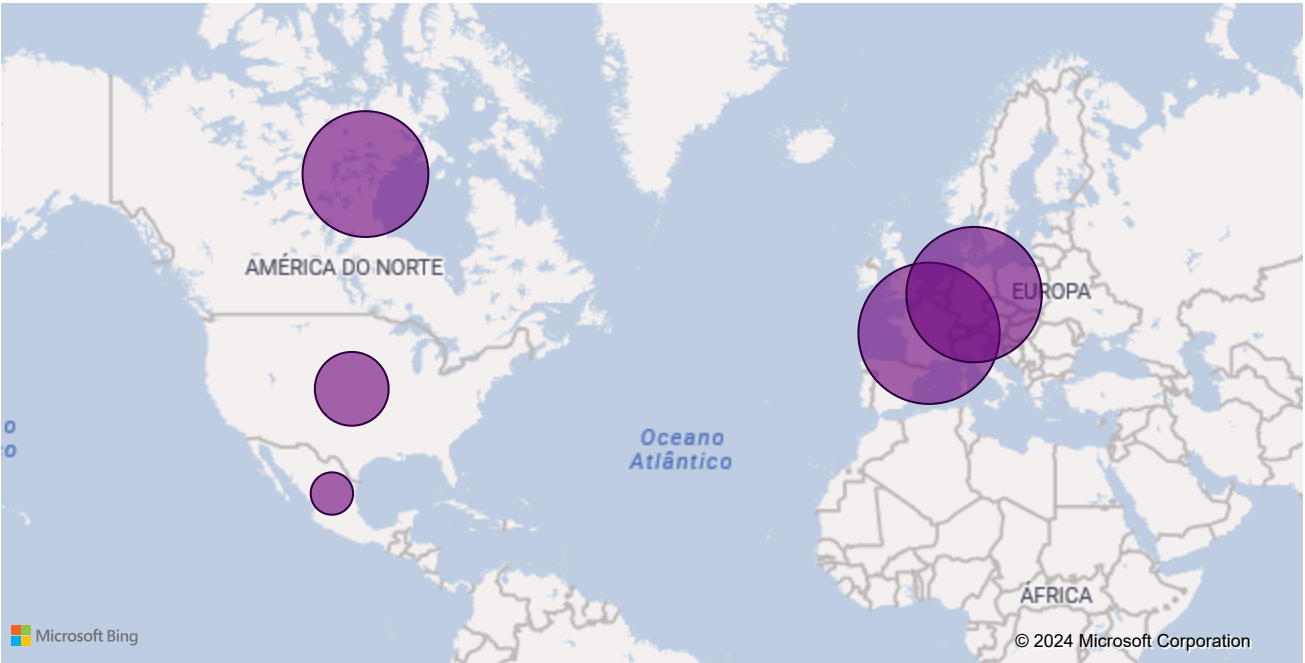 AMÉRICA DO NORTE
EUROPA
o
o
Oceano
Atlântico
ÁFRICA
Microsoft Bing
© 2024 Microsoft Corporation